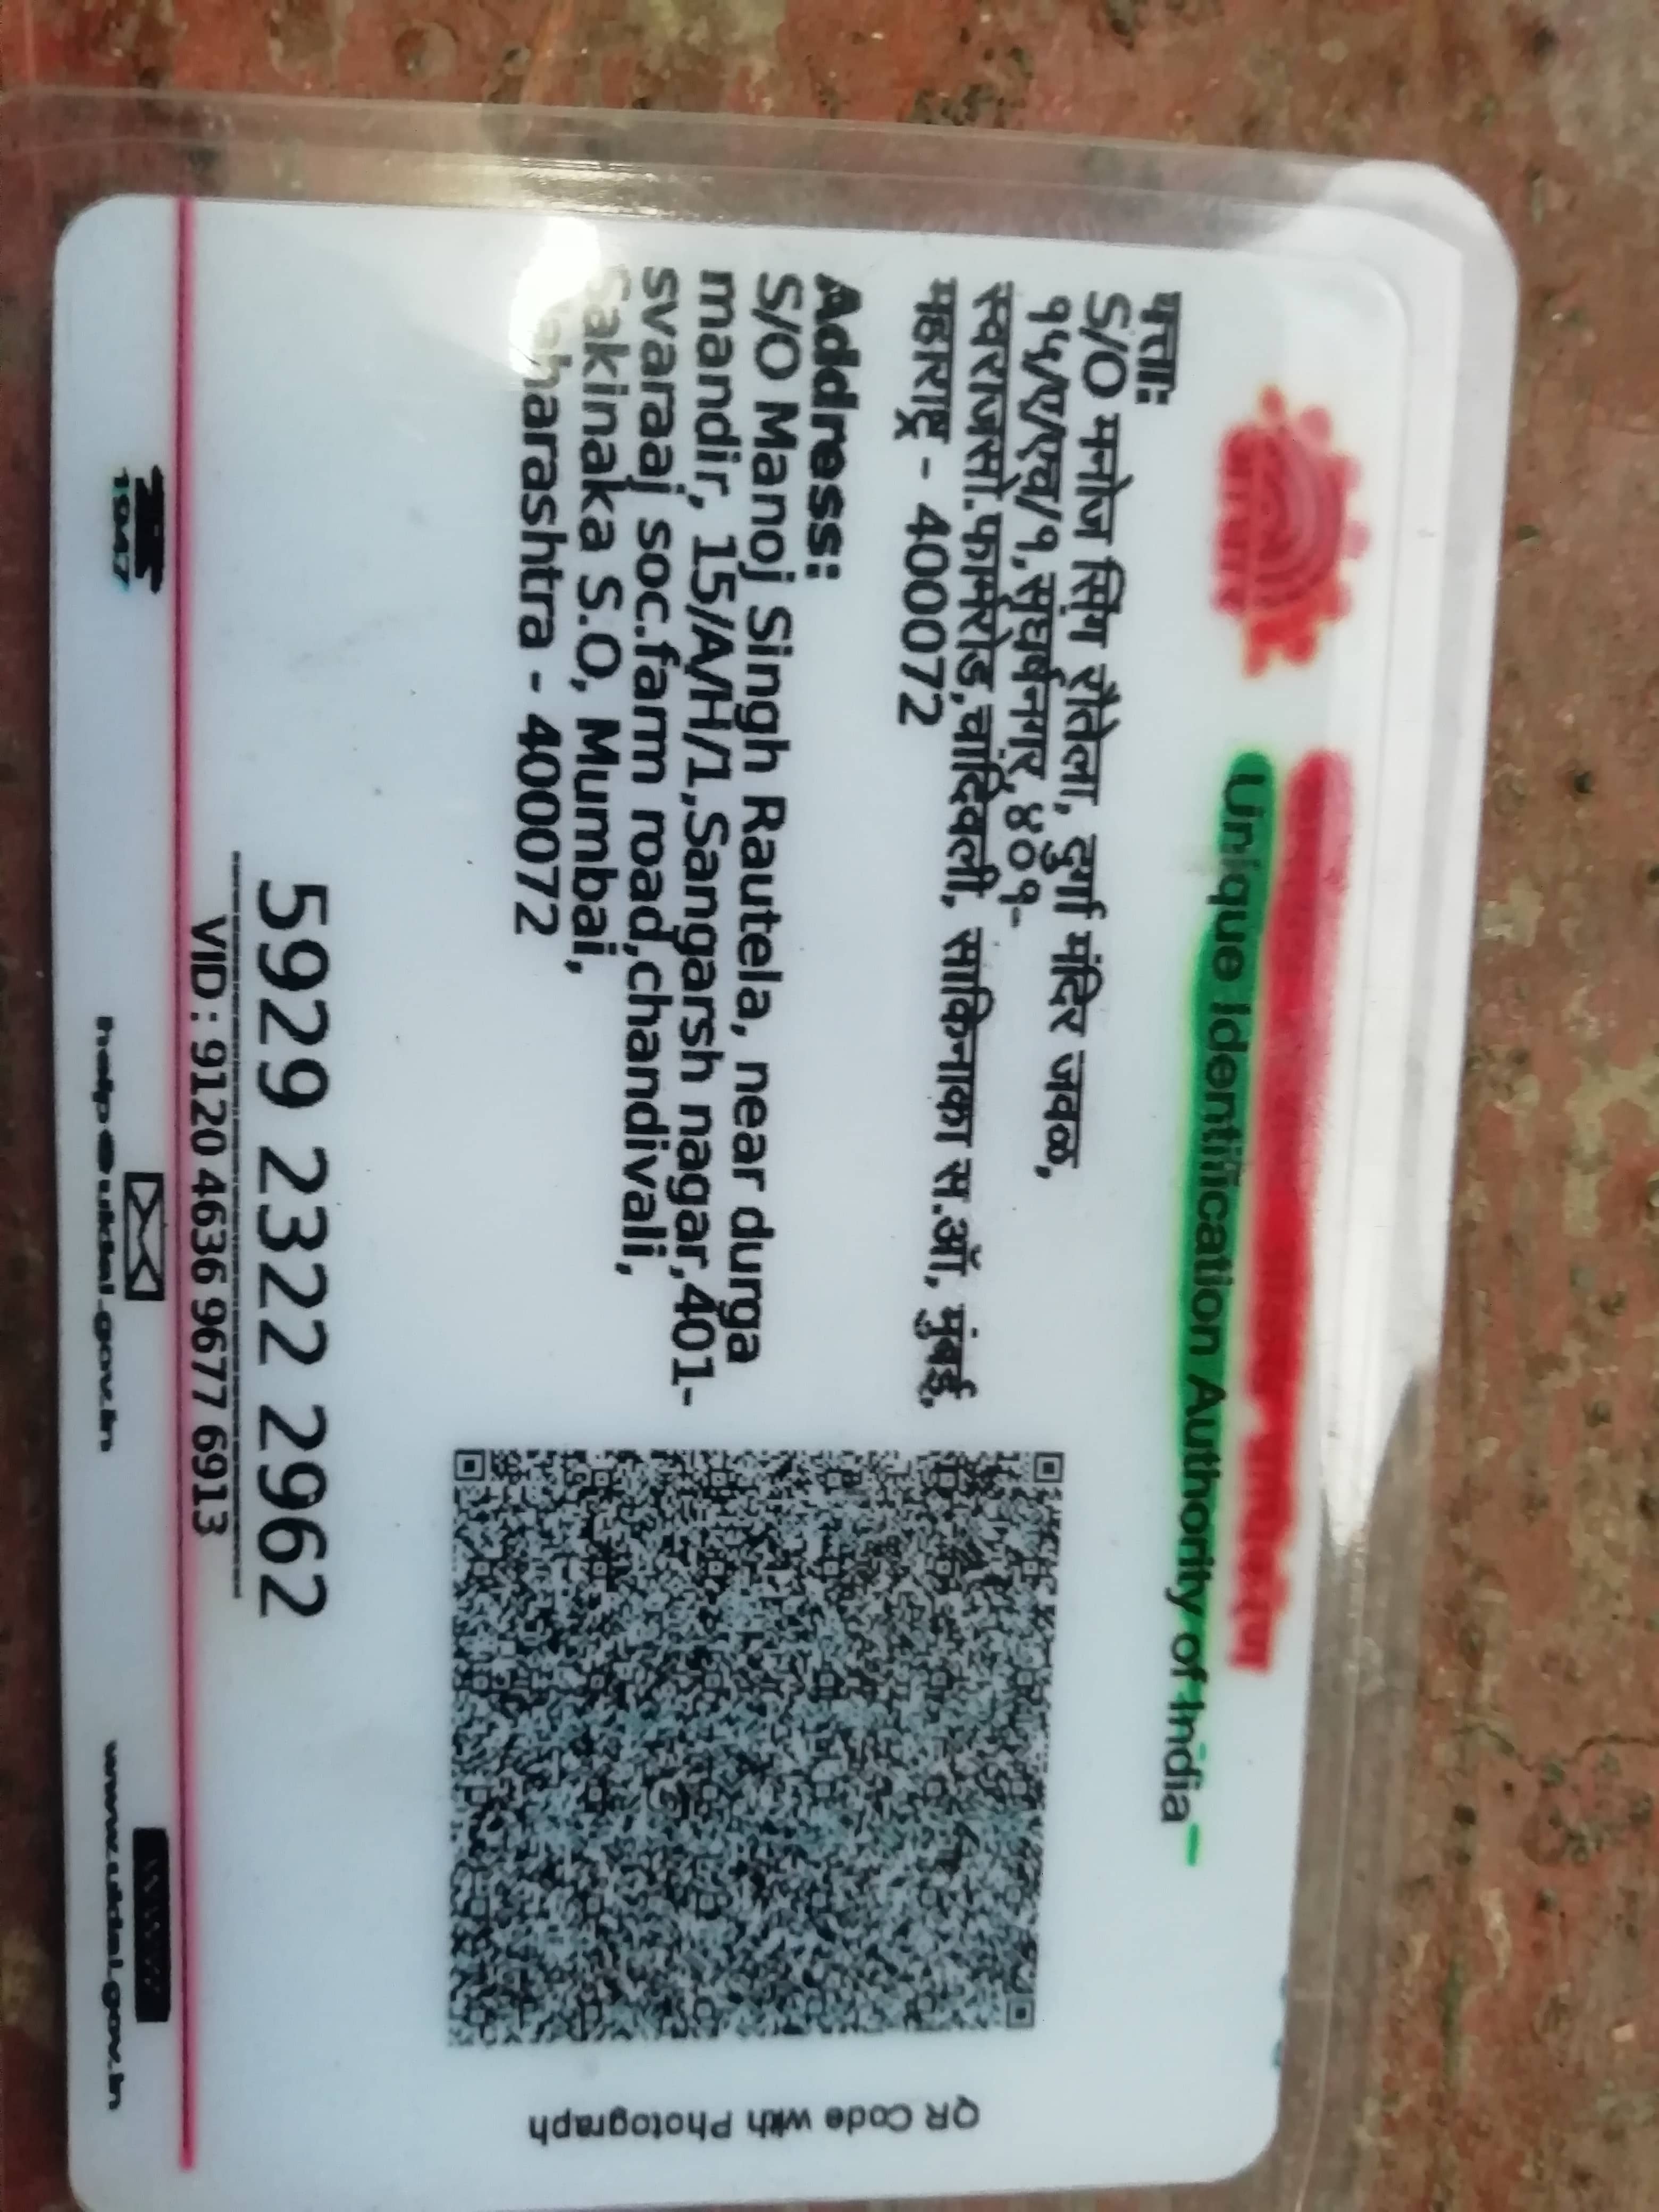 Unique Identification Authority of India
पत्ता:
S/O मनोज सिंग रौतेला, दुर्गा मंदिर जवळ,
१५/ए/एच/१,संघर्षनगर,४०१-
स्वराजसो.फार्मरोड,चांदिवली, साकिनाका स.ऑ, मुंबई,
महाराष्ट्र - 400072
Address:
S/O Manoj Singh Rautela, near durga
mandir, 15/A/H/1,Sangarsh nagar,401-
svaraaj soc.farm road,chandivali,
Sakinaka S.O, Mumbai,
Maharashtra - 400072
QR Code with Photograph
5929 2322 2962
VID : 9120 4636 9677 6913
1947
help@uidai.gov.in
www.uidai.gov.in